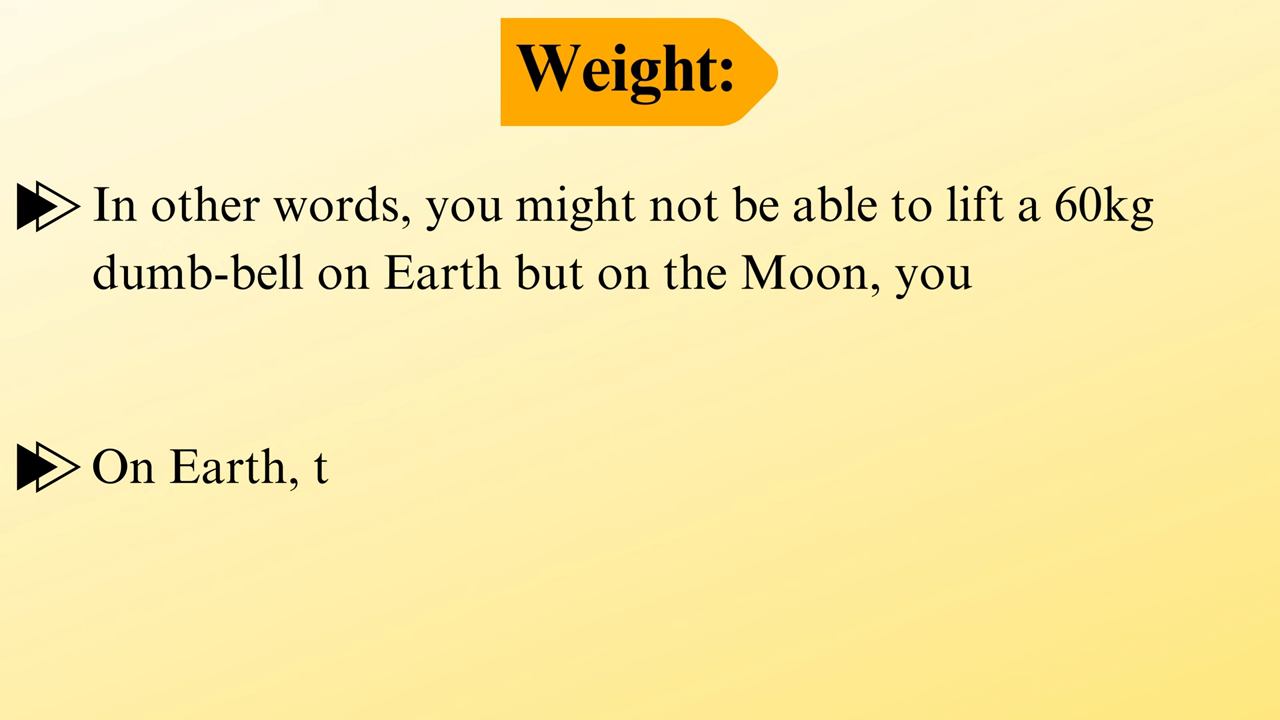 Weight:
In other words, you might not be able to lift a 60kg
dumb-bell on Earth but on the Moon, you
On Earth, t